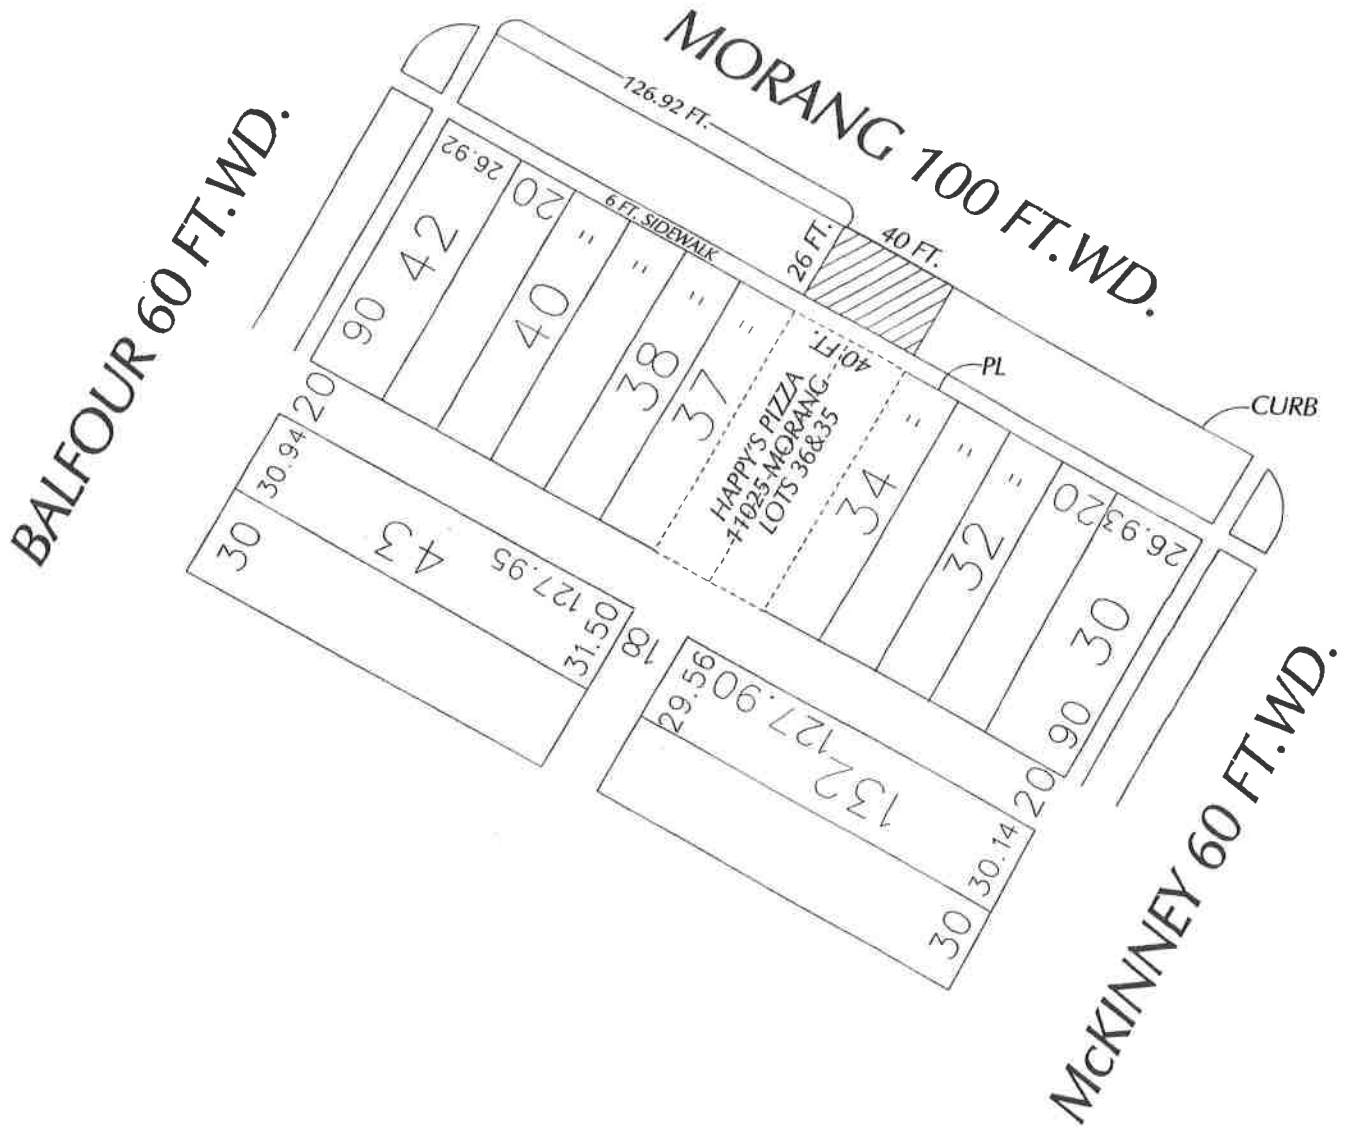 MORANG 100 FT.WD.
126.92 FT.
BALFOUR 60 FT.WD.
26.92
20
6 FT. SIDEWALK
26 FT.
40 FT.
42
90
40
"
"
"
"
38
37
40 FT.
HAPPY'S PIZZA
11025 MORANG
LOTS 36&35
PL
CURB
34
"
"
"
32
20
26.93
30
90
20
30.94
30
43
127.95
31.50
18
29.56
127.90
132
20
30.14
30
McKINNEY 60 FT.WD.